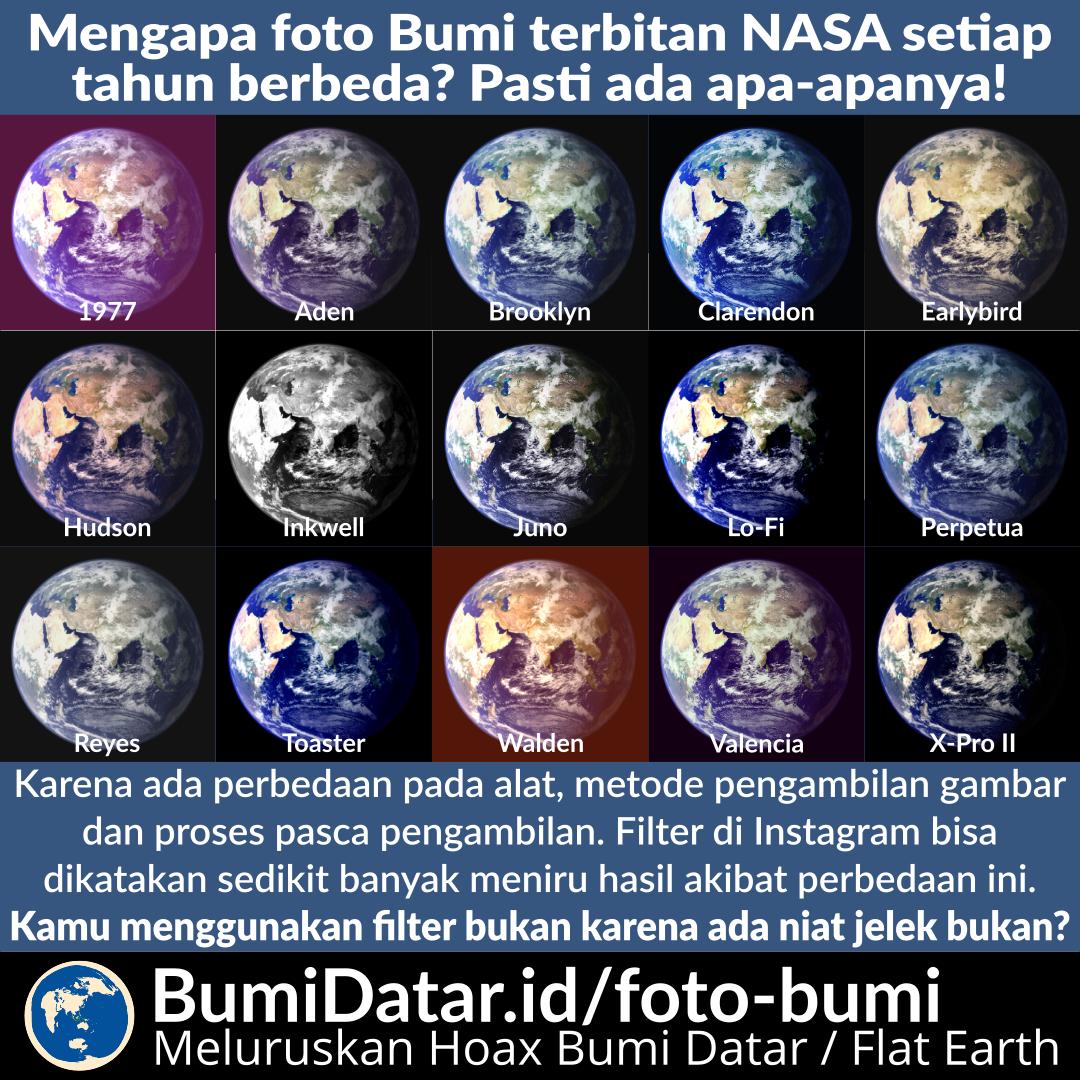 Mengapa foto Bumi terbitan NASA setiap
tahun berbeda? Pasti ada apa-apanya!
1977
Aden
Brooklyn
Clarendon
Earlybird
Hudson
Inkwell
Juno
Lo-Fi
Perpetua
Reyes
Toaster
Walden
Valencia
X-Pro II
Karena ada perbedaan pada alat, metode pengambilan gambar
dan proses pasca pengambilan. Filter di Instagram bisa
dikatakan sedikit banyak meniru hasil akibat perbedaan ini.
Kamu menggunakan filter bukan karena ada niat jelek bukan?
BumiDatar.id/foto-bumi
Meluruskan Hoax Bumi Datar / Flat Earth